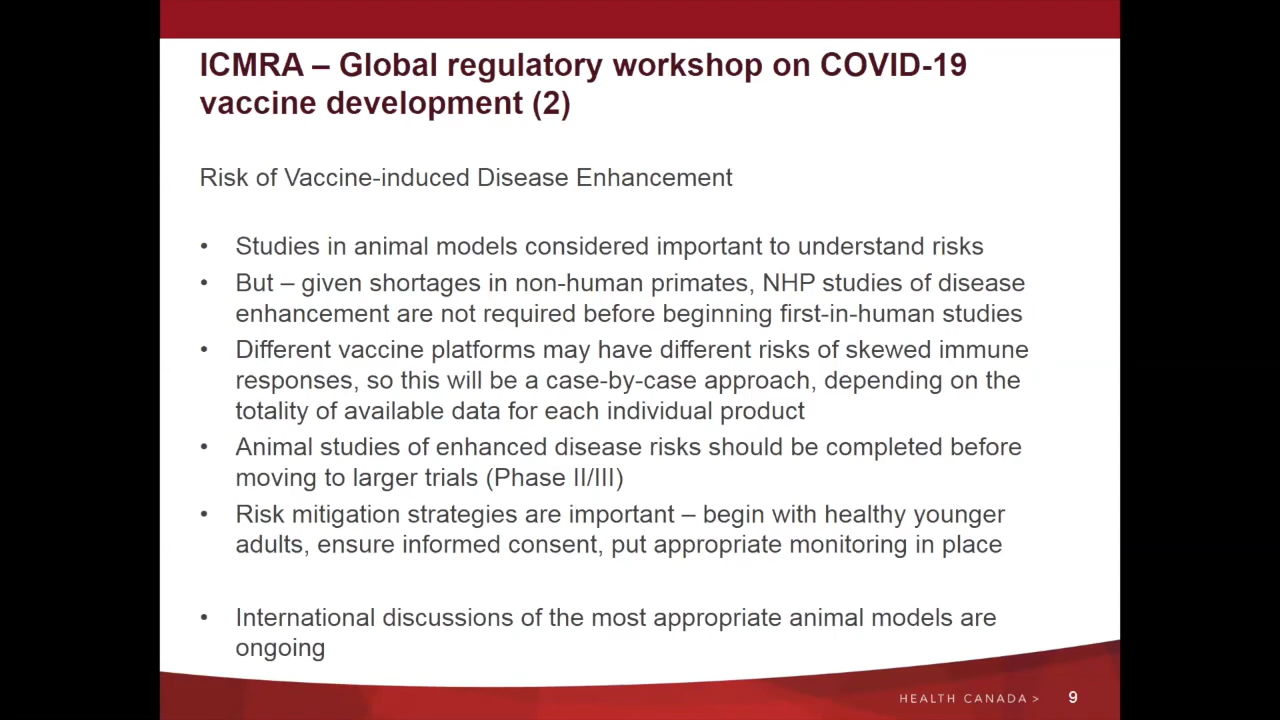 ICMRA – Global regulatory workshop on COVID-19
vaccine development (2)
Risk of Vaccine-induced Disease Enhancement
• Studies in animal models considered important to understand risks
• But – given shortages in non-human primates, NHP studies of disease
enhancement are not required before beginning first-in-human studies
• Different vaccine platforms may have different risks of skewed immune
responses, so this will be a case-by-case approach, depending on the
totality of available data for each individual product
• Animal studies of enhanced disease risks should be completed before
moving to larger trials (Phase II/III)
• Risk mitigation strategies are important – begin with healthy younger
adults, ensure informed consent, put appropriate monitoring in place
• International discussions of the most appropriate animal models are
ongoing
HEALTH CANADA > 9